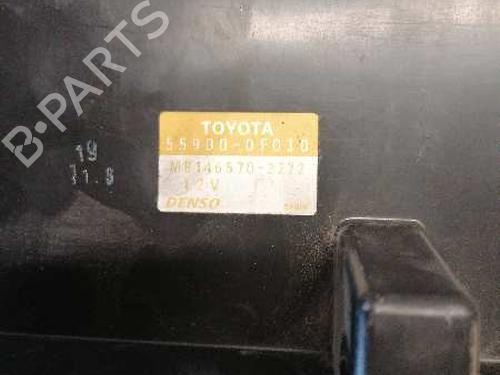 B-PARTS
19
11.8
TOYOTA
55900-0F010
MB146570-2272
12V
DENSO